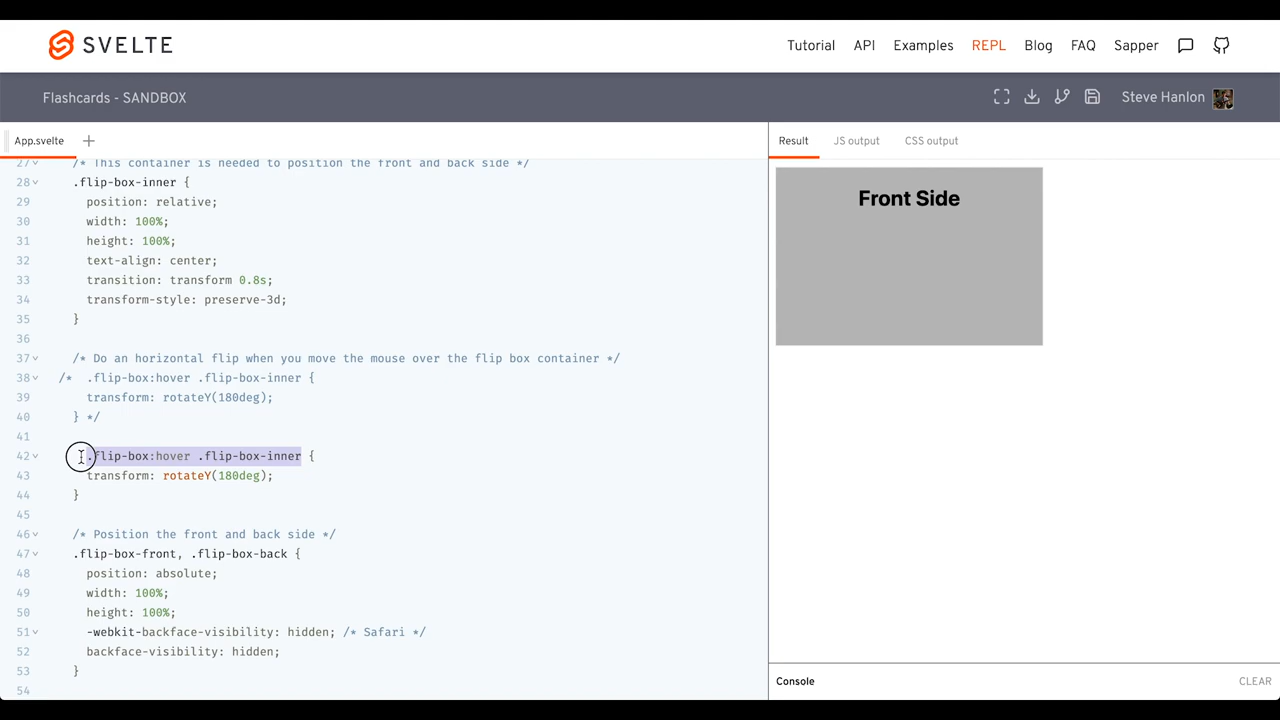 SVELTE
Tutorial API Examples REPL Blog FAQ Sapper
Flashcards - SANDBOX
Steve Hanlon
App.svelte +
Result JS output CSS output
27 /* This container is needed to position the front and back side */
28 .flip-box-inner {
29 position: relative;
30 width: 100%;
31 height: 100%;
32 text-align: center;
33 transition: transform 0.8s;
34 transform-style: preserve-3d;
35 }
36
37 /* Do an horizontal flip when you move the mouse over the flip box container */
38 /* .flip-box:hover .flip-box-inner {
39 transform: rotateY(180deg);
40 } */
41
42 .flip-box:hover .flip-box-inner {
43 transform: rotateY(180deg);
44 }
45
46 /* Position the front and back side */
47 .flip-box-front, .flip-box-back {
48 position: absolute;
49 width: 100%;
50 height: 100%;
51 -webkit-backface-visibility: hidden; /* Safari */
52 backface-visibility: hidden;
53 }
54
Front Side
Console
CLEAR